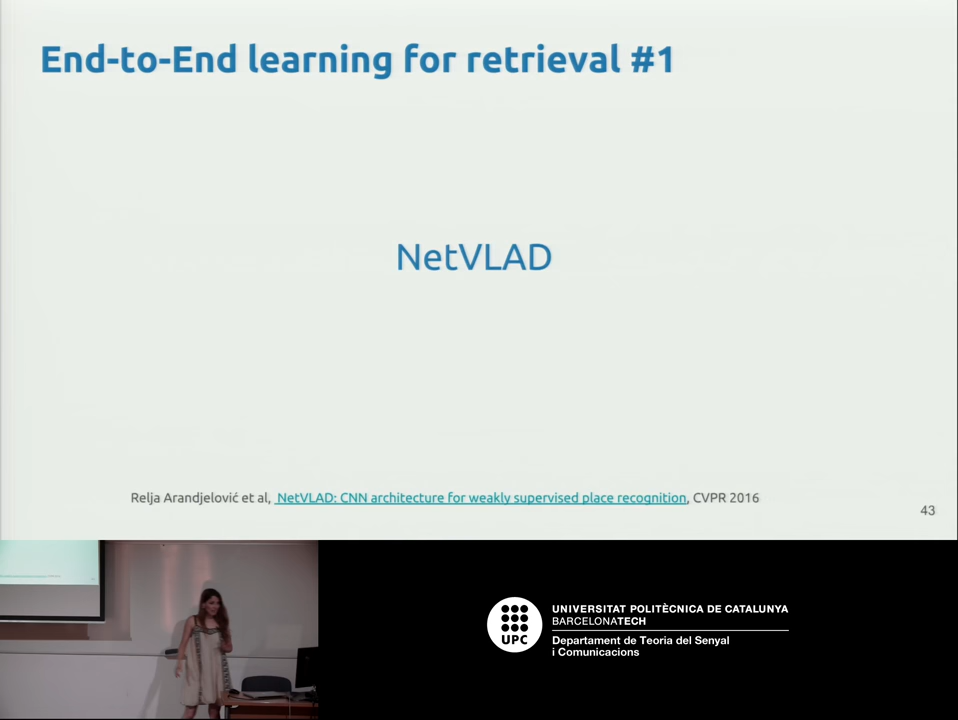 End-to-End learning for retrieval #1
NetVLAD
Relja Arandjelović et al, NetVLAD: CNN architecture for weakly supervised place recognition, CVPR 2016
43
UPC
UNIVERSITAT POLITÈCNICA DE CATALUNYA
BARCELONATECH
Departament de Teoria del Senyal
i Comunicacions